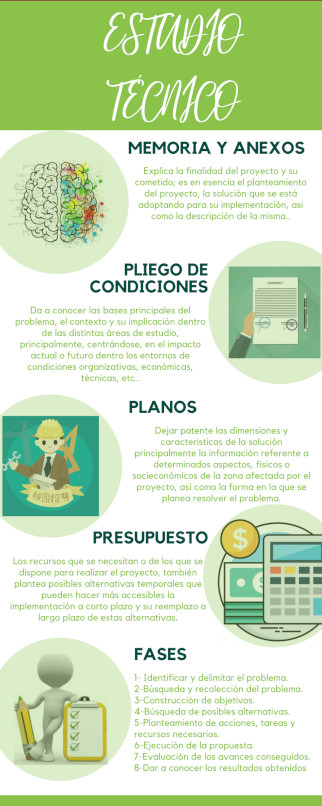 ESTUDIO
TÉCNICO
MEMORIA Y ANEXOS
Explica la finalidad del proyecto y su
cometido; es en esencia el planteamiento
del proyecto, la solución que se está
adoptando para su implementación, así
como la descripción de la misma..
PLIEGO DE
CONDICIONES
CONTRACT
Da a conocer las bases principales del
problema, el contexto y su implicación dentro
de las distintas áreas de estudio,
principalmente, centrándose, en el impacto
actual o futuro dentro los entornos de
condiciones organizativas, económicas,
técnicas, etc..
PLANOS
Dejar patente las dimensiones y
características de la solución
principalmente la información referente a
determinados aspectos, físicos o
socioeconómicos de la zona afectada por el
proyecto, así como la forma en la que se
planea resolver el problema.
校园招聘
PRESUPUESTO
Los recursos que se necesitan o de los que se
dispone para realizar el proyecto, también
plantea posibles alternativas temporales que
pueden hacer más accesibles la
implementación a corto plazo y su reemplazo a
largo plazo de estas alternativas.
$
FASES
1- Identificar y delimitar el problema.
2-Búsqueda y recolección del problema.
3-Construcción de objetivos.
4-Búsqueda de posibles alternativas.
5-Planteamiento de acciones, tareas y
recursos necesarios.
6-Ejecución de la propuesta.
7-Evaluación de los avances conseguidos.
8-Dar a conocer los resultados obtenidos